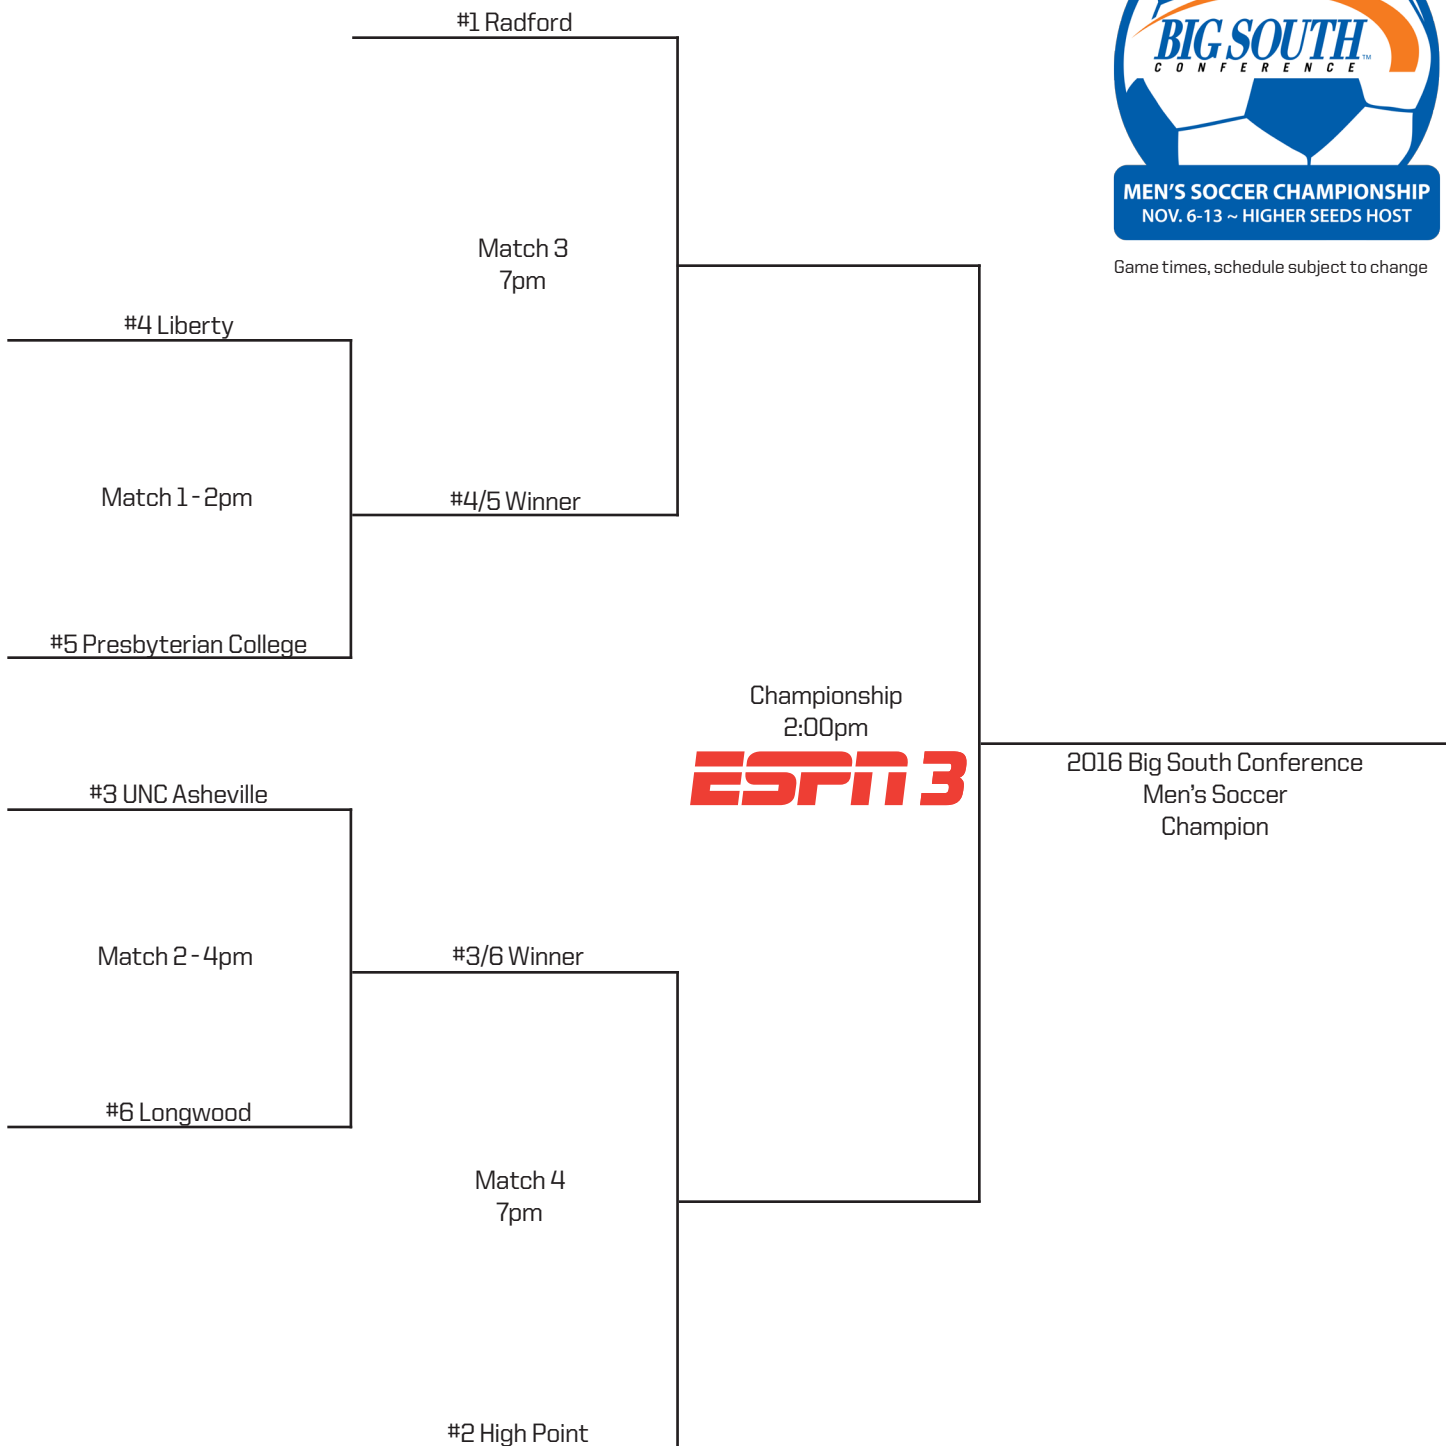 #1 Radford
BIG SOUTH™
CONFERENCE
MEN'S SOCCER CHAMPIONSHIP
NOV. 6-13 ~ HIGHER SEEDS HOST
Game times, schedule subject to change
Match 3
7pm
#4 Liberty
Match 1 - 2pm
#4/5 Winner
#5 Presbyterian College
Championship
2:00pm
ESPN 3
2016 Big South Conference
Men's Soccer
Champion
#3 UNC Asheville
Match 2 - 4pm
#3/6 Winner
#6 Longwood
Match 4
7pm
#2 High Point